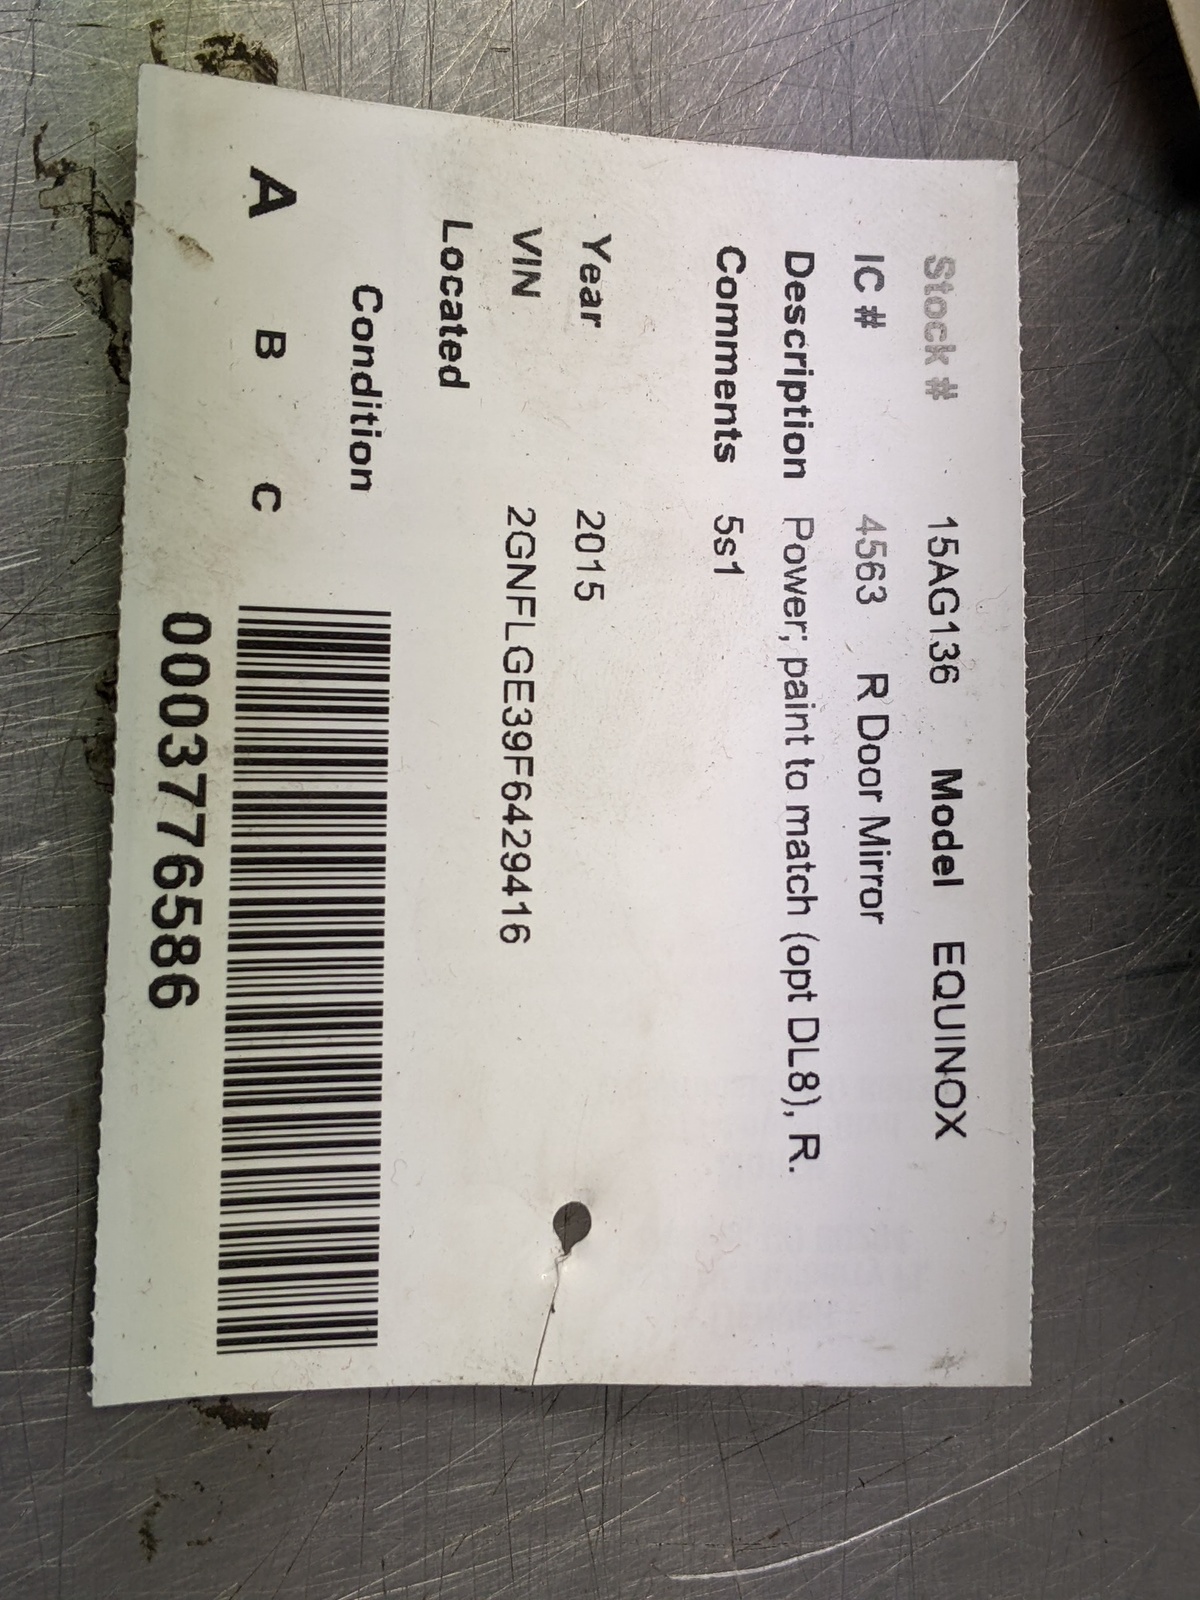 Stock # 15AG136 Model EQUINOX
IC # 4563 R Door Mirror
Description Power; paint to match (opt DL8), R.
Comments 5s1
Year 2015
VIN 2GNFLGE39F6429416
Located
Condition
A B C
0003776586